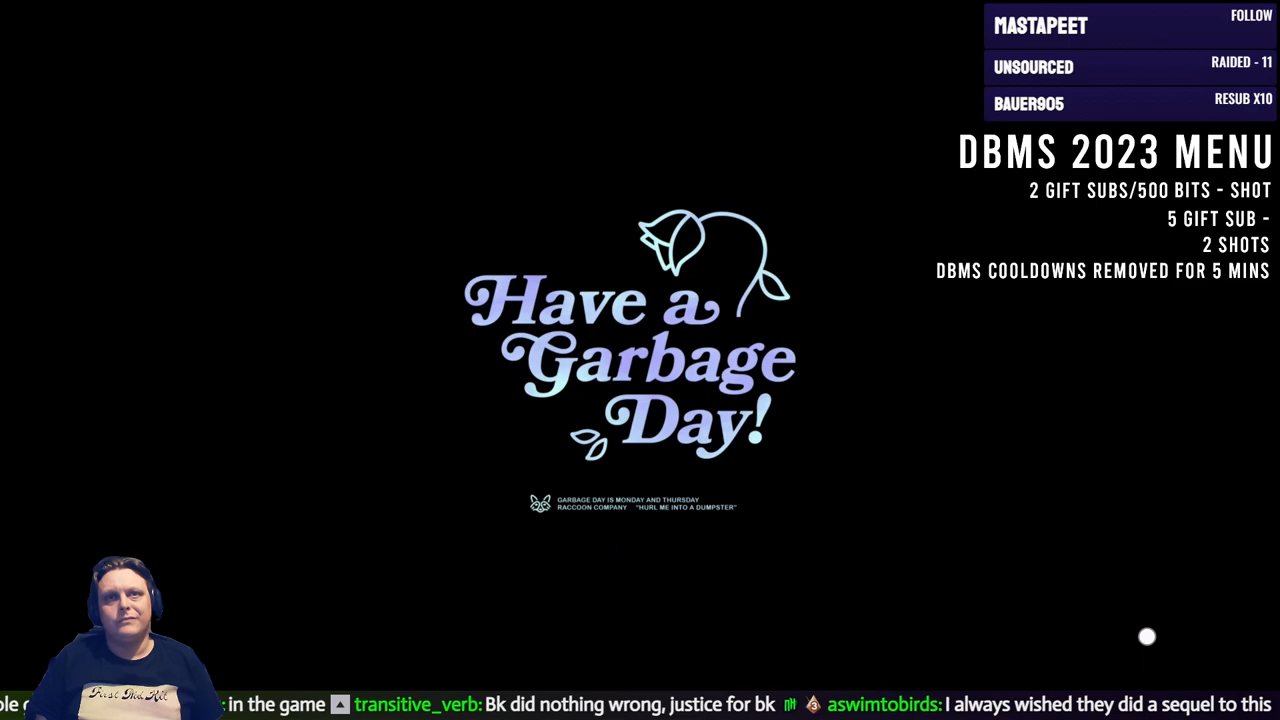 MASTAPEET FOLLOW
UNSOURCED RAIDED - 11
BAUER905 RESUB X10
DBMS 2023 MENU
2 GIFT SUBS/500 BITS - SHOT
5 GIFT SUB -
2 SHOTS
DBMS COOLDOWNS REMOVED FOR 5 MINS
Have a
Garbage
Day!
GARBAGE DAY IS MONDAY AND THURSDAY
RACCOON COMPANY "HURL ME INTO A DUMPSTER"
: in the game transitive_verb: Bk did nothing wrong, justice for bk aswimtobirds: I always wished they did a sequel to this